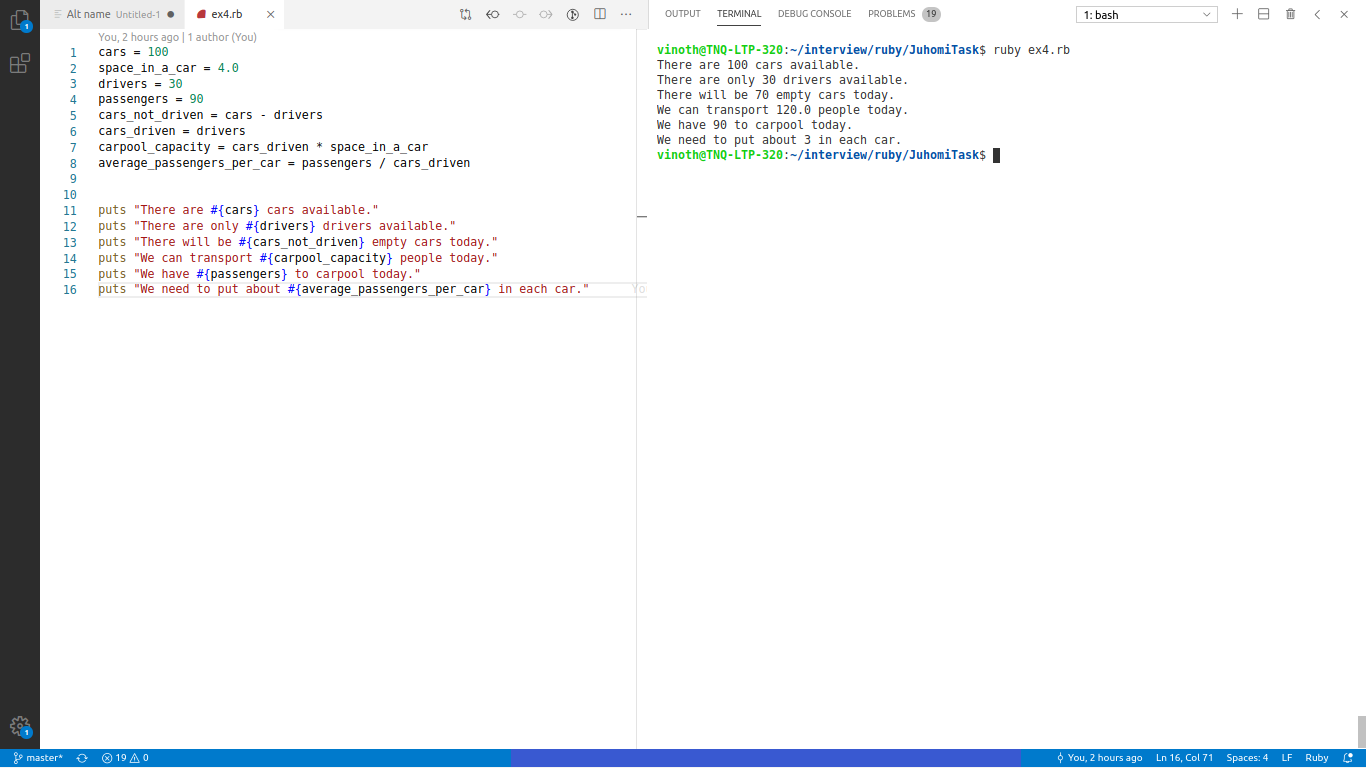 Alt name Untitled-1 ex4.rb
1
You, 2 hours ago | 1 author (You)
1 cars = 100
2 space_in_a_car = 4.0
3 drivers = 30
4 passengers = 90
5 cars_not_driven = cars - drivers
6 cars_driven = drivers
7 carpool_capacity = cars_driven * space_in_a_car
8 average_passengers_per_car = passengers / cars_driven
9
10
11 puts "There are #{cars} cars available."
12 puts "There are only #{drivers} drivers available."
13 puts "There will be #{cars_not_driven} empty cars today."
14 puts "We can transport #{carpool_capacity} people today."
15 puts "We have #{passengers} to carpool today."
16 puts "We need to put about #{average_passengers_per_car} in each car." Yo
OUTPUT TERMINAL DEBUG CONSOLE PROBLEMS 19 1: bash
vinoth@TNQ-LTP-320:~/interview/ruby/JuhomiTask$ ruby ex4.rb
There are 100 cars available.
There are only 30 drivers available.
There will be 70 empty cars today.
We can transport 120.0 people today.
We have 90 to carpool today.
We need to put about 3 in each car.
vinoth@TNQ-LTP-320:~/interview/ruby/JuhomiTask$
1
master* 19 0 You, 2 hours ago Ln 16, Col 71 Spaces: 4 LF Ruby